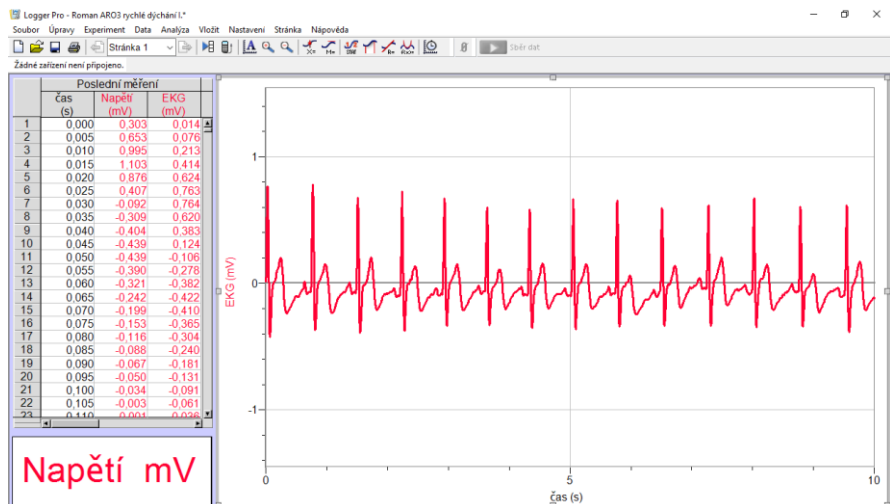 Logger Pro - Roman ARO3 rychlé dýchání I.*
Soubor Úpravy Experiment Data Analýza Vložit Nastavení Stránka Nápověda
Stránka 1
Sběr dat
Žádné zařízení není připojeno.
Poslední měření
čas Napětí EKG
(s) (mV) (mV)
1 0,000 0,303 0,014
2 0,005 0,653 0,076
3 0,010 0,995 0,213
4 0,015 1,103 0,414
5 0,020 0,876 0,624
6 0,025 0,407 0,763
7 0,030 -0,092 0,764
8 0,035 -0,309 0,620
9 0,040 -0,404 0,383
10 0,045 -0,439 0,124
11 0,050 -0,439 -0,106
12 0,055 -0,390 -0,278
13 0,060 -0,321 -0,382
14 0,065 -0,242 -0,422
15 0,070 -0,199 -0,410
16 0,075 -0,153 -0,365
17 0,080 -0,116 -0,304
18 0,085 -0,088 -0,240
19 0,090 -0,067 -0,181
20 0,095 -0,050 -0,131
21 0,100 -0,034 -0,091
22 0,105 -0,003 -0,061
23 0,110
Napětí mV
EKG (mV)
1
0
-1
0 5 10
čas (s)